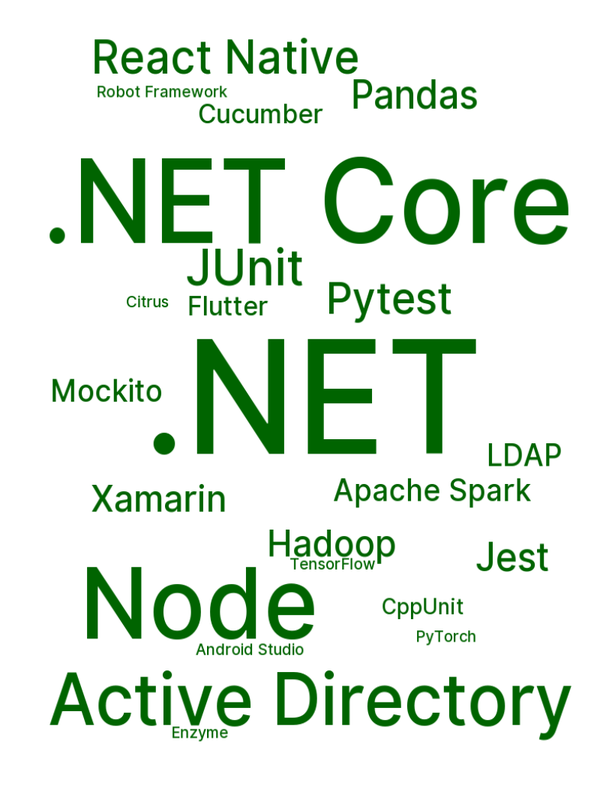 React Native
Robot Framework
Pandas
Cucumber
.NET Core
JUnit
Pytest
Citrus
Flutter
.NET
Mockito
LDAP
Apache Spark
Xamarin
Hadoop
Jest
TensorFlow
Node
CppUnit
PyTorch
Android Studio
Active Directory
Enzyme